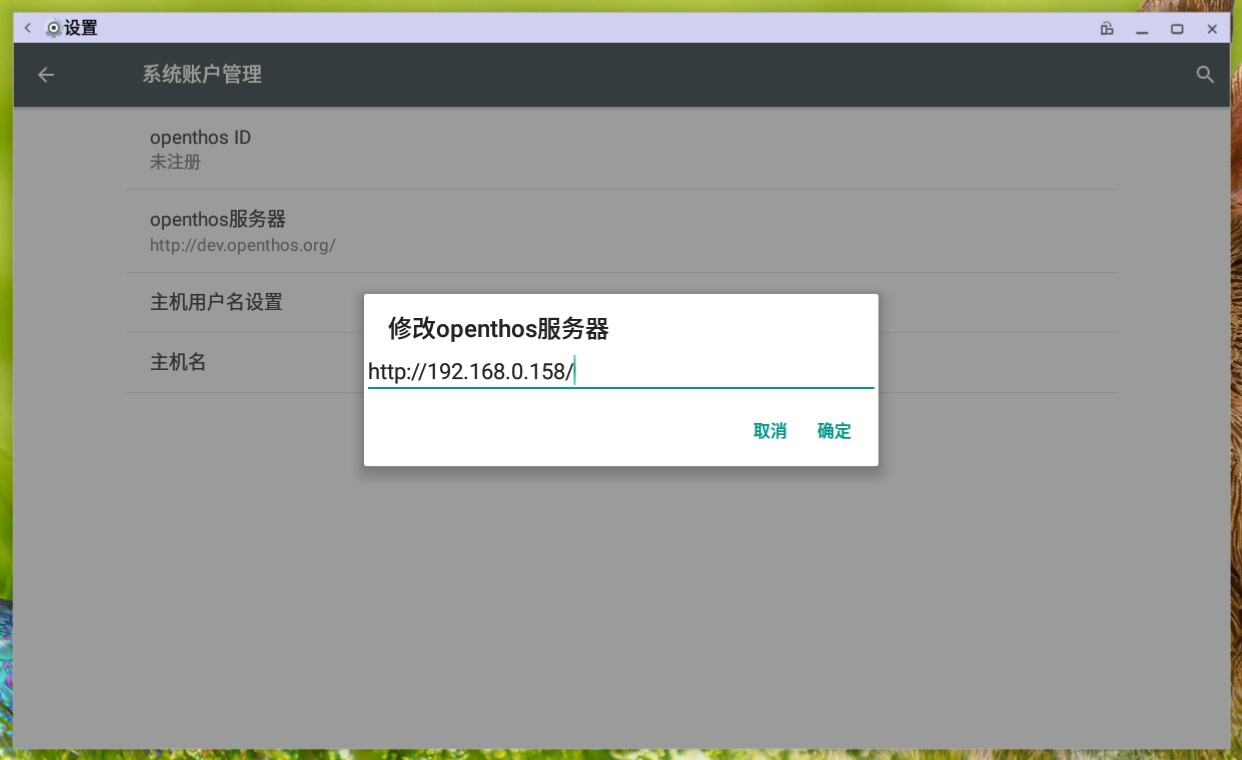 设置
系统账户管理
openthos ID
未注册
openthos服务器
http://dev.openthos.org/
主机用户名设置
主机名
修改openthos服务器
http://192.168.0.158/
取消 确定